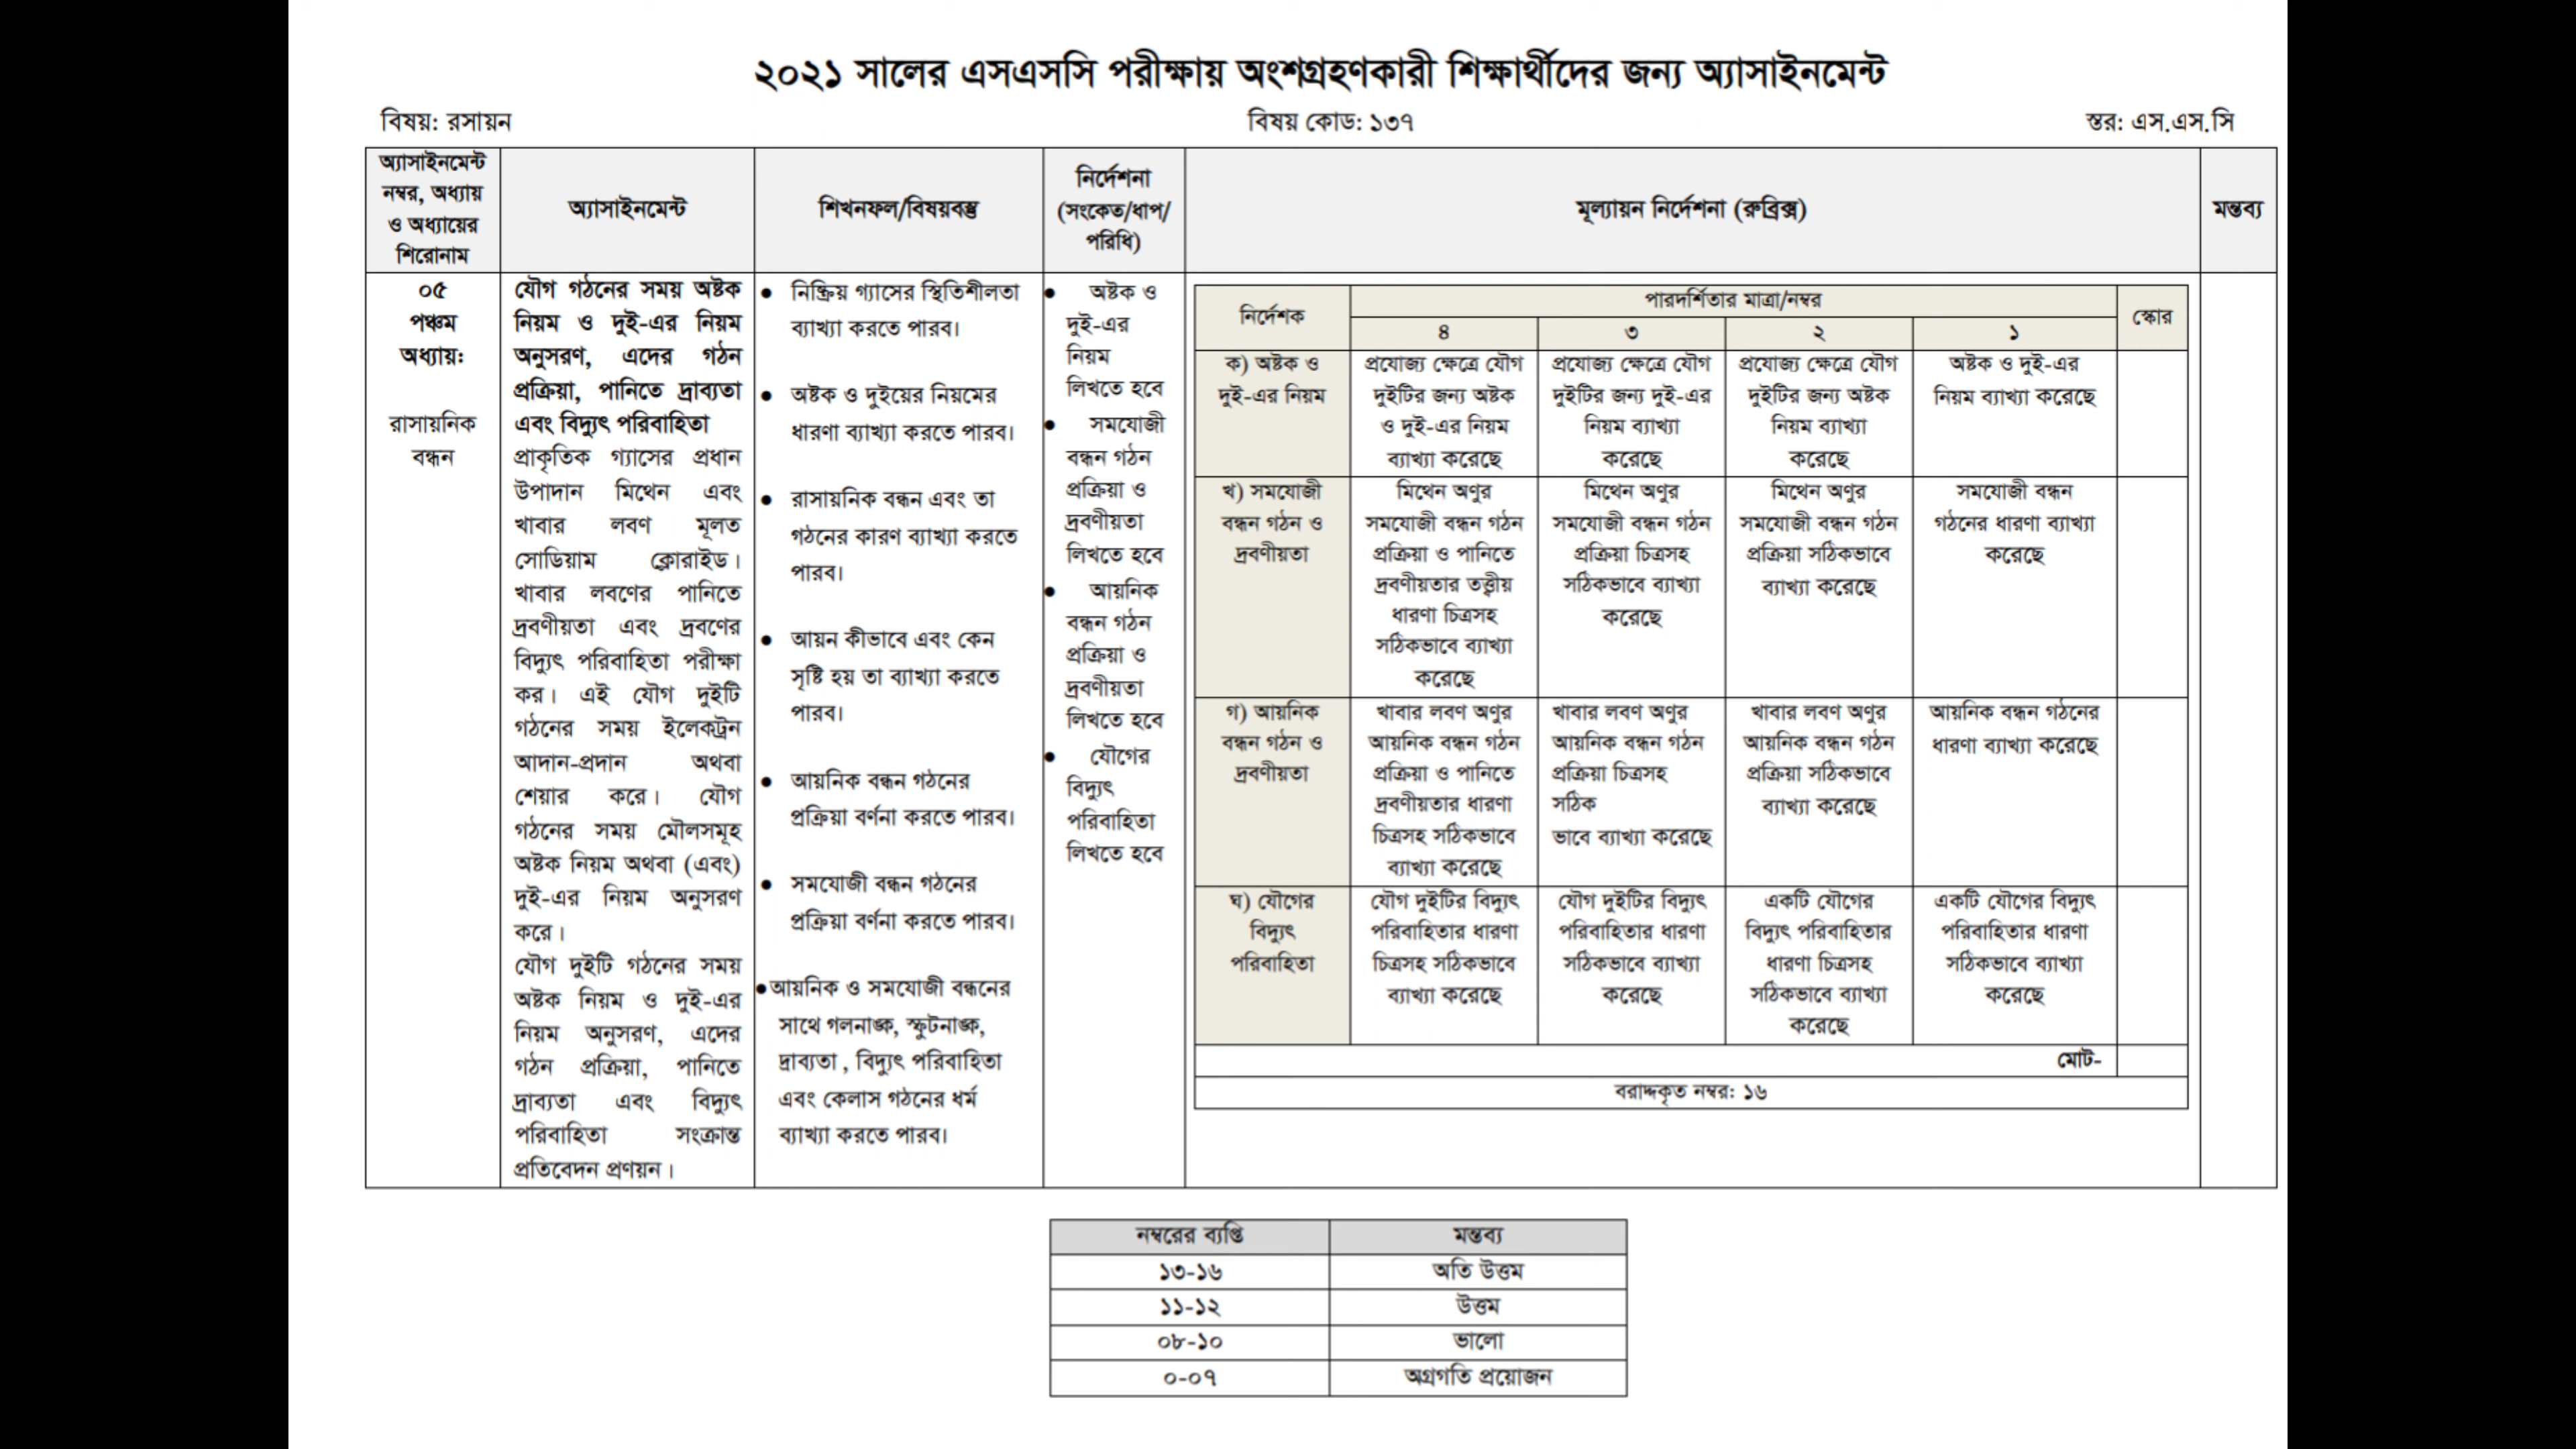 ২০২১ সালের এসএসসি পরীক্ষায় অংশগ্রহণকারী শিক্ষার্থীদের জন্য অ্যাসাইনমেন্ট
বিষয়: রসায়ন
বিষয় কোড: ১৩৭
স্তর: এস.এস.সি
অ্যাসাইনমেন্ট
নম্বর, অধ্যায়
ও অধ্যায়ের
শিরোনাম
অ্যাসাইনমেন্ট
শিখনফল/বিষয়বস্তু
নির্দেশনা
(সংকেত/ধাপ/
পরিধি)
মূল্যায়ন নির্দেশনা (রুব্রিক্স)
মন্তব্য
০৫
পঞ্চম
অধ্যায়:
রাসায়নিক
বন্ধন
যৌগ গঠনের সময় অষ্টক
নিয়ম ও দুই-এর নিয়ম
অনুসরণ, এদের গঠন
প্রক্রিয়া, পানিতে দ্রাব্যতা
এবং বিদ্যুৎ পরিবাহিতা
প্রাকৃতিক গ্যাসের প্রধান
উপাদান মিথেন এবং
খাবার লবণ মূলত
সোডিয়াম ক্লোরাইড।
খাবার লবণের পানিতে
দ্রবণীয়তা এবং দ্রবণের
বিদ্যুৎ পরিবাহিতা পরীক্ষা
কর। এই যৌগ দুইটি
গঠনের সময় ইলেকট্রন
আদান-প্রদান অথবা
শেয়ার করে। যৌগ
গঠনের সময় মৌলসমূহ
অষ্টক নিয়ম অথবা (এবং)
দুই-এর নিয়ম অনুসরণ
করে।
যৌগ দুইটি গঠনের সময়
অষ্টক নিয়ম ও দুই-এর
নিয়ম অনুসরণ, এদের
গঠন প্রক্রিয়া, পানিতে
দ্রাব্যতা এবং বিদ্যুৎ
পরিবাহিতা সংক্রান্ত
প্রতিবেদন প্রণয়ন।
● নিষ্ক্রিয় গ্যাসের স্থিতিশীলতা
ব্যাখ্যা করতে পারব।
● অষ্টক ও দুইয়ের নিয়মের
ধারণা ব্যাখ্যা করতে পারব।
● রাসায়নিক বন্ধন এবং তা
গঠনের কারণ ব্যাখ্যা করতে
পারব।
● আয়ন কীভাবে এবং কেন
সৃষ্টি হয় তা ব্যাখ্যা করতে
পারব।
● আয়নিক বন্ধন গঠনের
প্রক্রিয়া বর্ণনা করতে পারব।
● সমযোজী বন্ধন গঠনের
প্রক্রিয়া বর্ণনা করতে পারব।
●আয়নিক ও সমযোজী বন্ধনের
সাথে গলনাঙ্ক, স্ফুটনাঙ্ক,
দ্রাব্যতা , বিদ্যুৎ পরিবাহিতা
এবং কেলাস গঠনের ধর্ম
ব্যাখ্যা করতে পারব।
● অষ্টক ও
দুই-এর
নিয়ম
লিখতে হবে
● সমযোজী
বন্ধন গঠন
প্রক্রিয়া ও
দ্রবণীয়তা
লিখতে হবে
● আয়নিক
বন্ধন গঠন
প্রক্রিয়া ও
দ্রবণীয়তা
লিখতে হবে
● যৌগের
বিদ্যুৎ
পরিবাহিতা
লিখতে হবে
নির্দেশক
পারদর্শিতার মাত্রা/নম্বর
স্কোর
৪
৩
২
১
ক) অষ্টক ও
দুই-এর নিয়ম
প্রযোজ্য ক্ষেত্রে যৌগ
দুইটির জন্য অষ্টক
ও দুই-এর নিয়ম
ব্যাখ্যা করেছে
প্রযোজ্য ক্ষেত্রে যৌগ
দুইটির জন্য দুই-এর
নিয়ম ব্যাখ্যা
করেছে
প্রযোজ্য ক্ষেত্রে যৌগ
দুইটির জন্য অষ্টক
নিয়ম ব্যাখ্যা
করেছে
অষ্টক ও দুই-এর
নিয়ম ব্যাখ্যা করেছে
খ) সমযোজী
বন্ধন গঠন ও
দ্রবণীয়তা
মিথেন অণুর
সমযোজী বন্ধন গঠন
প্রক্রিয়া ও পানিতে
দ্রবণীয়তার তত্ত্বীয়
ধারণা চিত্রসহ
সঠিকভাবে ব্যাখ্যা
করেছে
মিথেন অণুর
সমযোজী বন্ধন গঠন
প্রক্রিয়া চিত্রসহ
সঠিকভাবে ব্যাখ্যা
করেছে
মিথেন অণুর
সমযোজী বন্ধন গঠন
প্রক্রিয়া সঠিকভাবে
ব্যাখ্যা করেছে
সমযোজী বন্ধন
গঠনের ধারণা ব্যাখ্যা
করেছে
গ) আয়নিক
বন্ধন গঠন ও
দ্রবণীয়তা
খাবার লবণ অণুর
আয়নিক বন্ধন গঠন
প্রক্রিয়া ও পানিতে
দ্রবণীয়তার ধারণা
চিত্রসহ সঠিকভাবে
ব্যাখ্যা করেছে
খাবার লবণ অণুর
আয়নিক বন্ধন গঠন
প্রক্রিয়া চিত্রসহ
সঠিক
ভাবে ব্যাখ্যা করেছে
খাবার লবণ অণুর
আয়নিক বন্ধন গঠন
প্রক্রিয়া সঠিকভাবে
ব্যাখ্যা করেছে
আয়নিক বন্ধন গঠনের
ধারণা ব্যাখ্যা করেছে
ঘ) যৌগের
বিদ্যুৎ
পরিবাহিতা
যৌগ দুইটির বিদ্যুৎ
পরিবাহিতার ধারণা
চিত্রসহ সঠিকভাবে
ব্যাখ্যা করেছে
যৌগ দুইটির বিদ্যুৎ
পরিবাহিতার ধারণা
সঠিকভাবে ব্যাখ্যা
করেছে
একটি যৌগের
বিদ্যুৎ পরিবাহিতার
ধারণা চিত্রসহ
সঠিকভাবে ব্যাখ্যা
করেছে
একটি যৌগের বিদ্যুৎ
পরিবাহিতার ধারণা
সঠিকভাবে ব্যাখ্যা
করেছে
মোট-
বরাদ্দকৃত নম্বর: ১৬
নম্বরের ব্যপ্তি
মন্তব্য
১৩-১৬
অতি উত্তম
১১-১২
উত্তম
০৮-১০
ভালো
০-০৭
অগ্রগতি প্রয়োজন